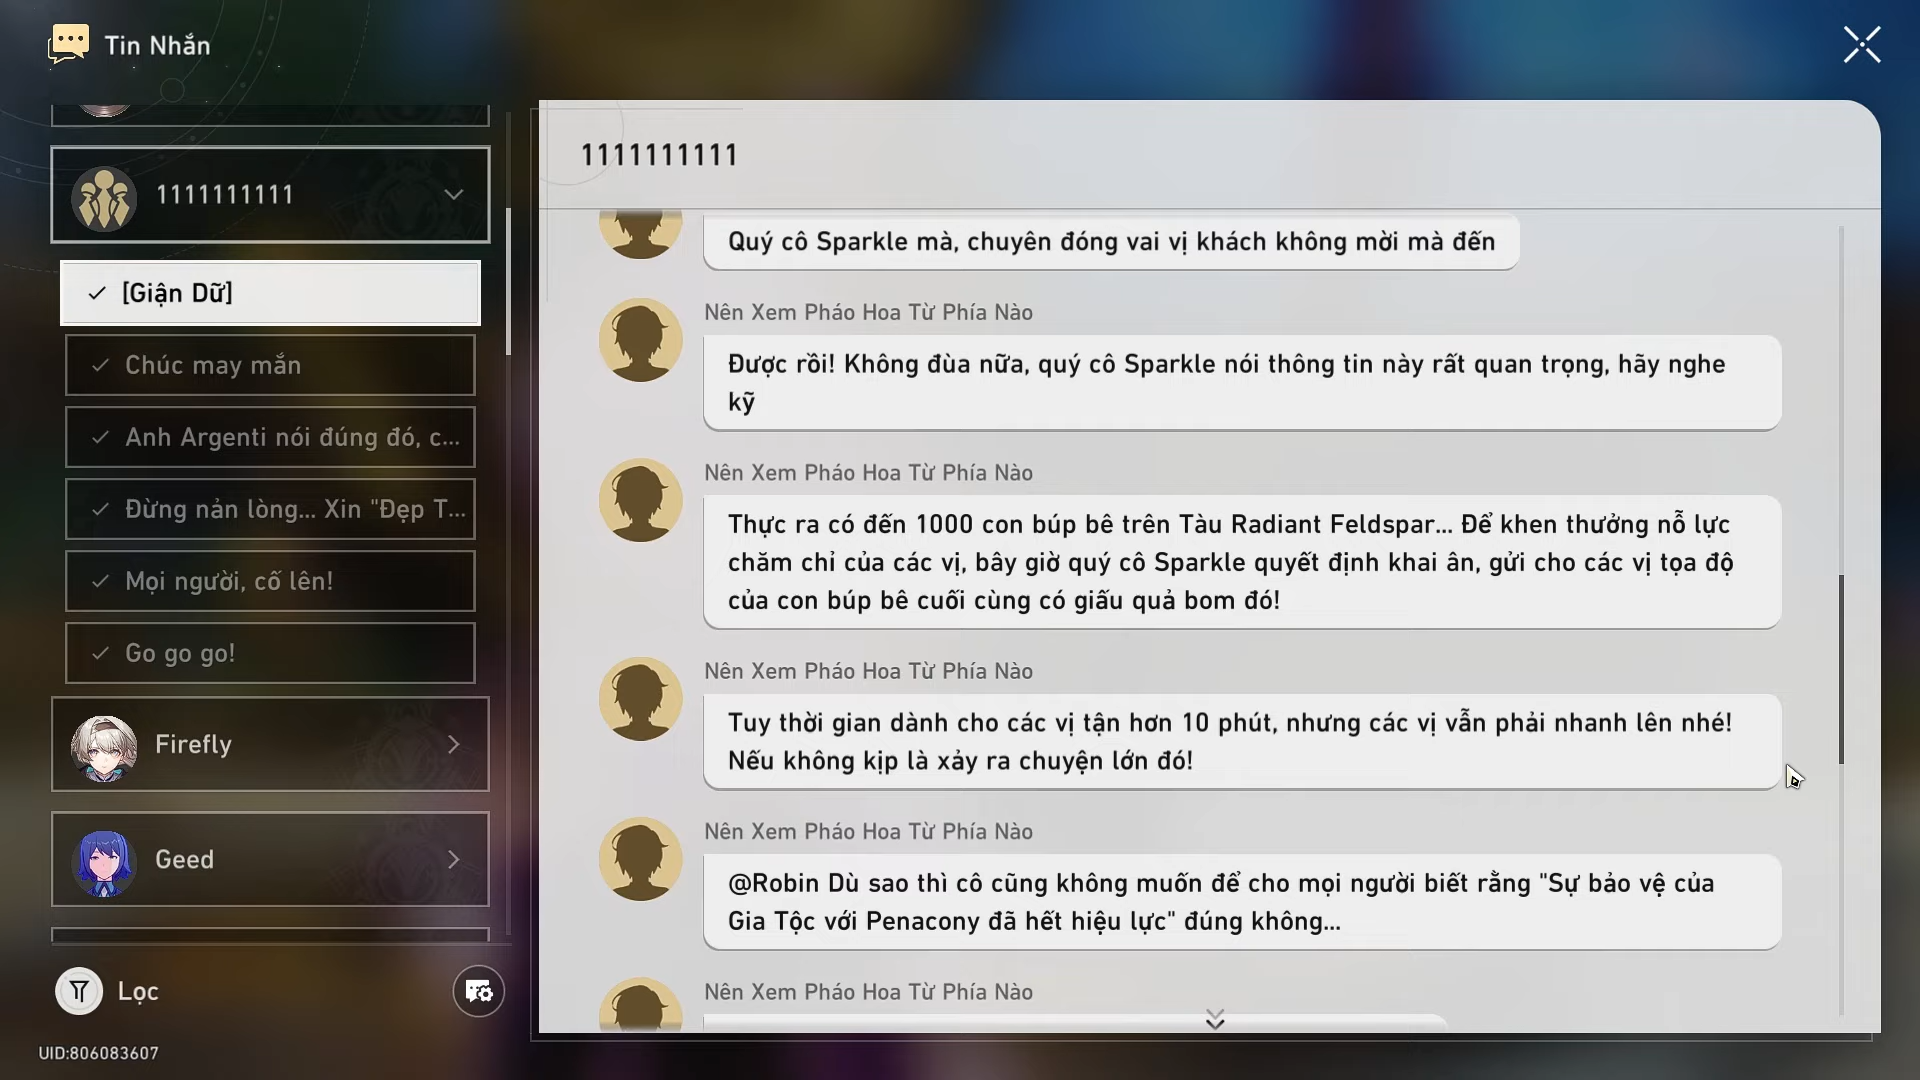 Tin Nhắn
1111111111
[Giận Dữ]
Chúc may mắn
Anh Argenti nói đúng đó, c...
Đừng nản lòng... Xin "Đẹp T...
Mọi người, cố lên!
Go go go!
Firefly
Geed
Lọc
UID:806083607
1111111111
Quý cô Sparkle mà, chuyên đóng vai vị khách không mời mà đến
Nên Xem Pháo Hoa Từ Phía Nào
Được rồi! Không đùa nữa, quý cô Sparkle nói thông tin này rất quan trọng, hãy nghe
kỹ
Nên Xem Pháo Hoa Từ Phía Nào
Thực ra có đến 1000 con búp bê trên Tàu Radiant Feldspar... Để khen thưởng nỗ lực
chăm chỉ của các vị, bây giờ quý cô Sparkle quyết định khai ân, gửi cho các vị tọa độ
của con búp bê cuối cùng có giấu quả bom đó!
Nên Xem Pháo Hoa Từ Phía Nào
Tuy thời gian dành cho các vị tận hơn 10 phút, nhưng các vị vẫn phải nhanh lên nhé!
Nếu không kịp là xảy ra chuyện lớn đó!
Nên Xem Pháo Hoa Từ Phía Nào
@Robin Dù sao thì cô cũng không muốn để cho mọi người biết rằng "Sự bảo vệ của
Gia Tộc với Penacony đã hết hiệu lực" đúng không...
Nên Xem Pháo Hoa Từ Phía Nào